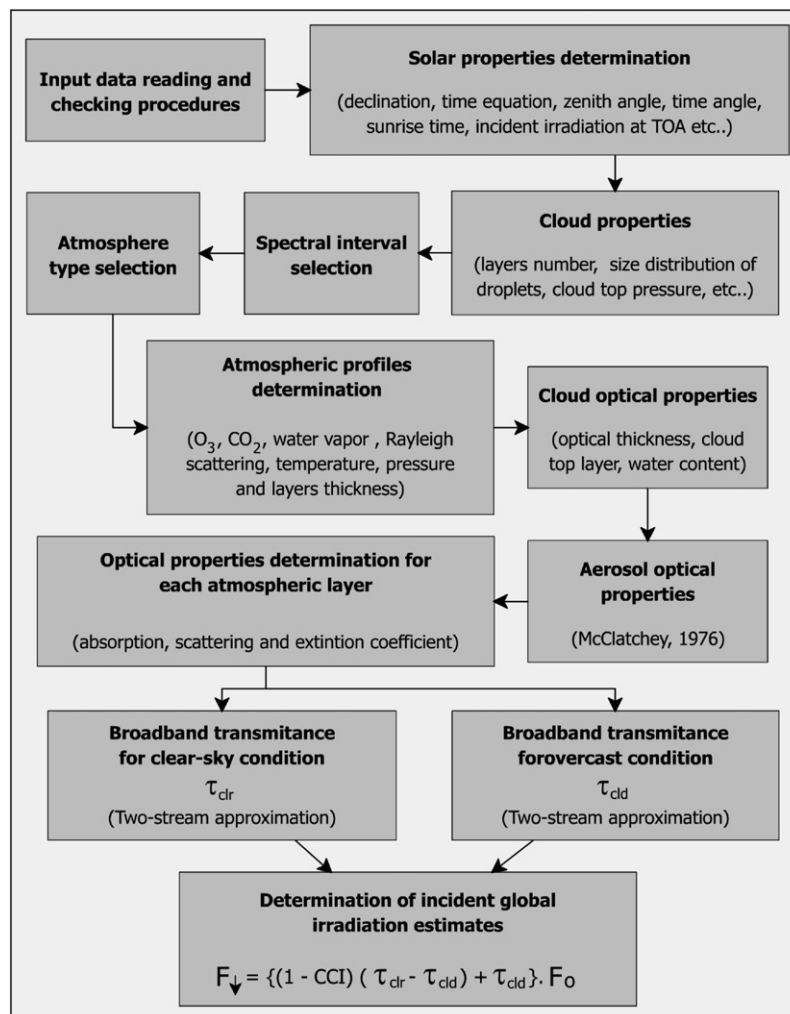 Input data reading and
checking procedures
Solar properties determination
(declination, time equation, zenith angle, time angle,
sunrise time, incident irradiation at TOA etc..)
Cloud properties
(layers number, size distribution of
droplets, cloud top pressure, etc..)
Spectral interval
selection
Atmosphere
type selection
Atmospheric profiles
determination
(O3, CO2, water vapor , Rayleigh
scattering, temperature, pressure
and layers thickness)
Cloud optical properties
(optical thickness, cloud
top layer, water content)
Aerosol optical
properties
(McClatchey, 1976)
Optical properties determination for
each atmospheric layer
(absorption, scattering and extintion coefficient)
Broadband transmitance
for clear-sky condition
τclr
(Two-stream approximation)
Broadband transmitance
forovercast condition
τcld
(Two-stream approximation)
Determination of incident global
irradiation estimates
F↓ = {(1 - CCI) ( τclr - τcld) + τcld}. F0